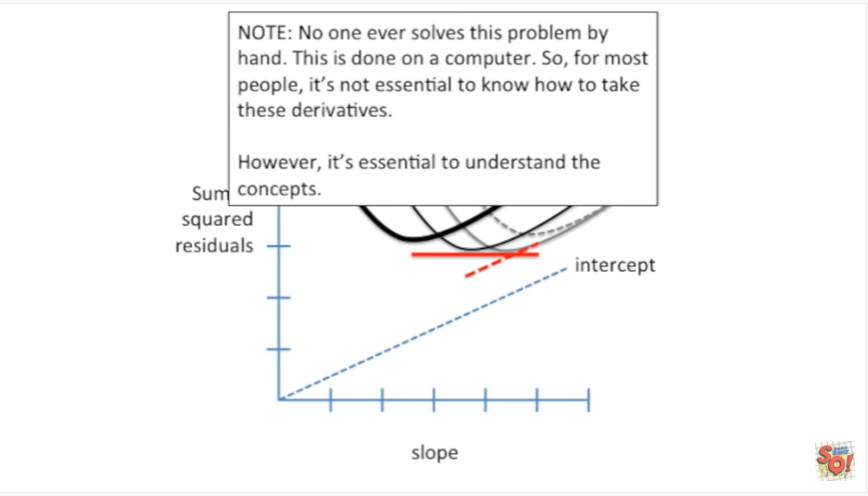 NOTE: No one ever solves this problem by
hand. This is done on a computer. So, for most
people, it's not essential to know how to take
these derivatives.
However, it's essential to understand the
concepts.
Sum
squared
residuals
intercept
slope
SQ!